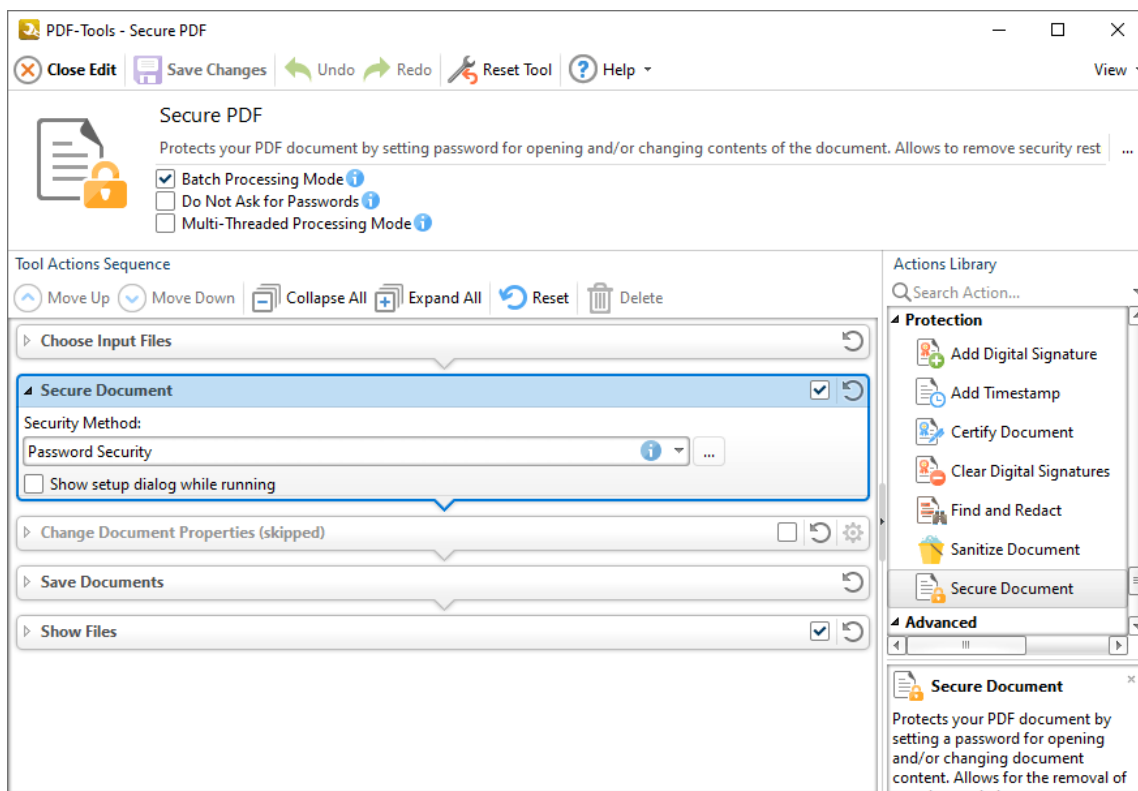 PDF-Tools - Secure PDF
Close Edit Save Changes Undo Redo Reset Tool ? Help View
Secure PDF
Protects your PDF document by setting password for opening and/or changing contents of the document. Allows to remove security rest ...
Batch Processing Mode i
Do Not Ask for Passwords i
Multi-Threaded Processing Mode i
Tool Actions Sequence
Move Up Move Down Collapse All Expand All Reset Delete
Choose Input Files
Secure Document
Security Method:
Password Security i ...
Show setup dialog while running
Change Document Properties (skipped)
Save Documents
Show Files
Actions Library
Search Action...
Protection
Add Digital Signature
Add Timestamp
Certify Document
Clear Digital Signatures
Find and Redact
Sanitize Document
Secure Document
Advanced
Secure Document
Protects your PDF document by
setting a password for opening
and/or changing document
content. Allows for the removal of